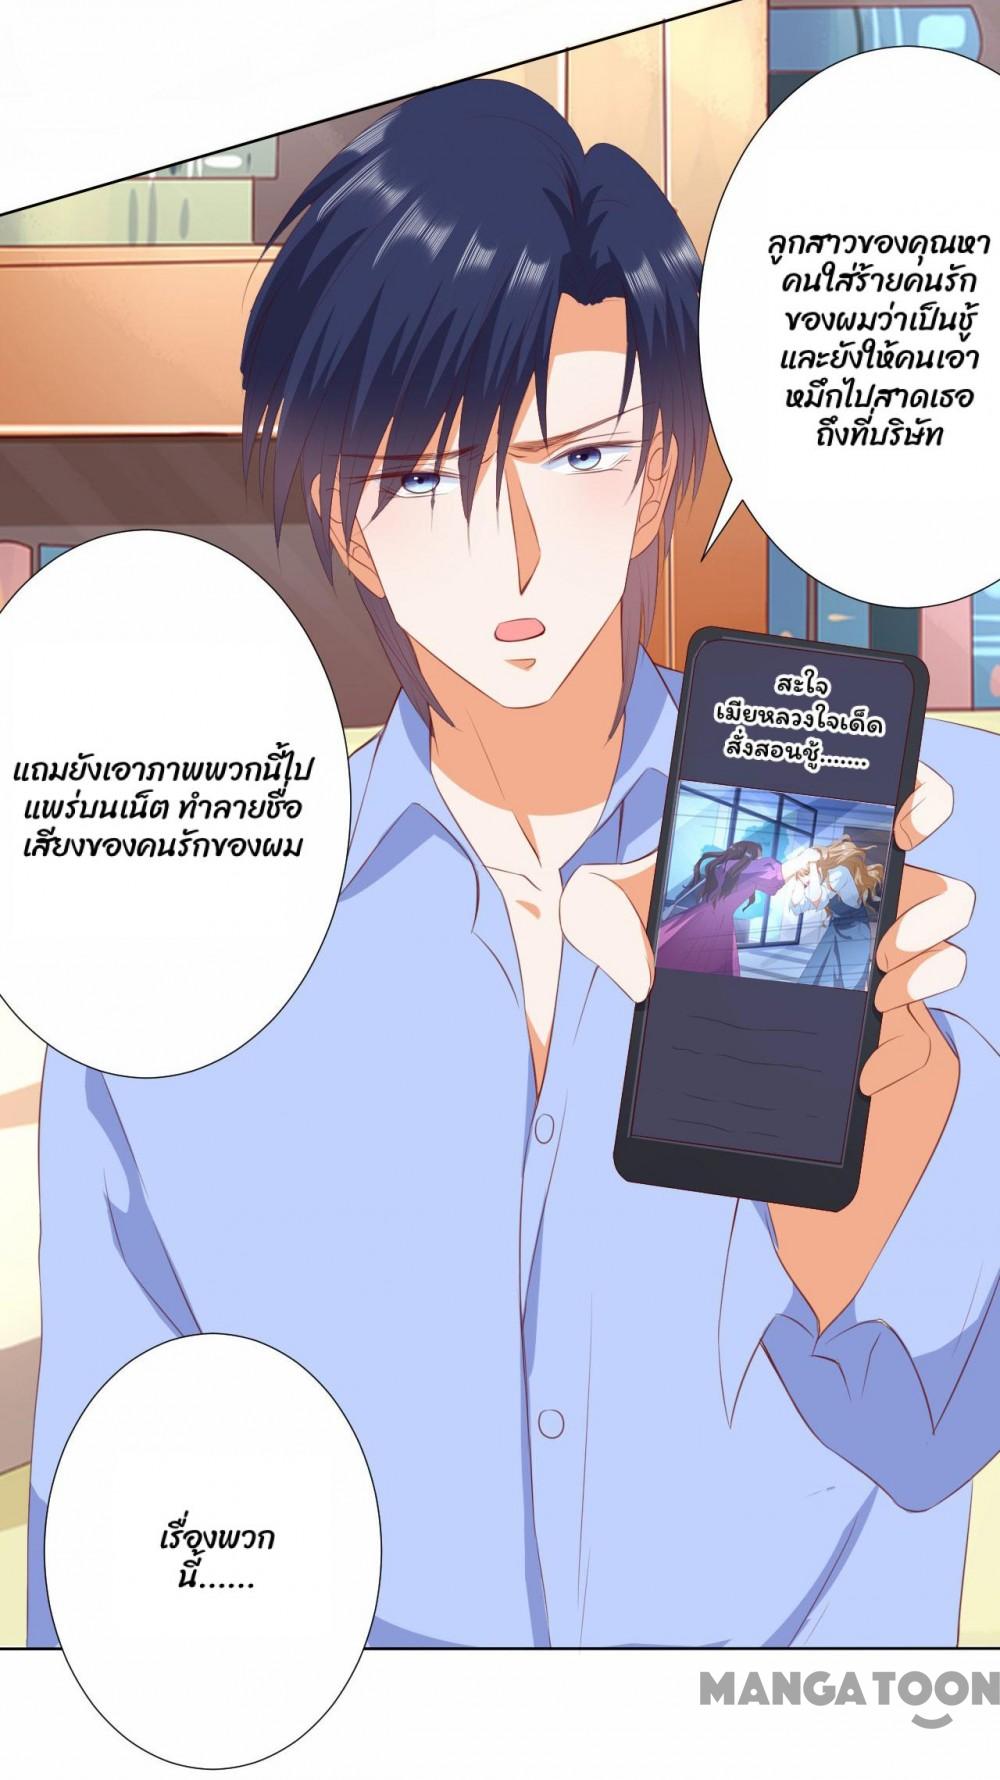 ลูกสาวของคุณหา
คนใส่ร้ายคนรัก
ของผมว่าเป็นชู้
และยังให้คนเอา
หมึกไปสาดเธอ
ถึงที่บริษัท
สะใจ
เมียหลวงใจเด็ด
สั่งสอนชู้.......
แถมยังเอาภาพพวกนี้ไป
แพร่บนเน็ต ทำลายชื่อ
เสียงของคนรักของผม
เรื่องพวก
นี้......
MANGATOON